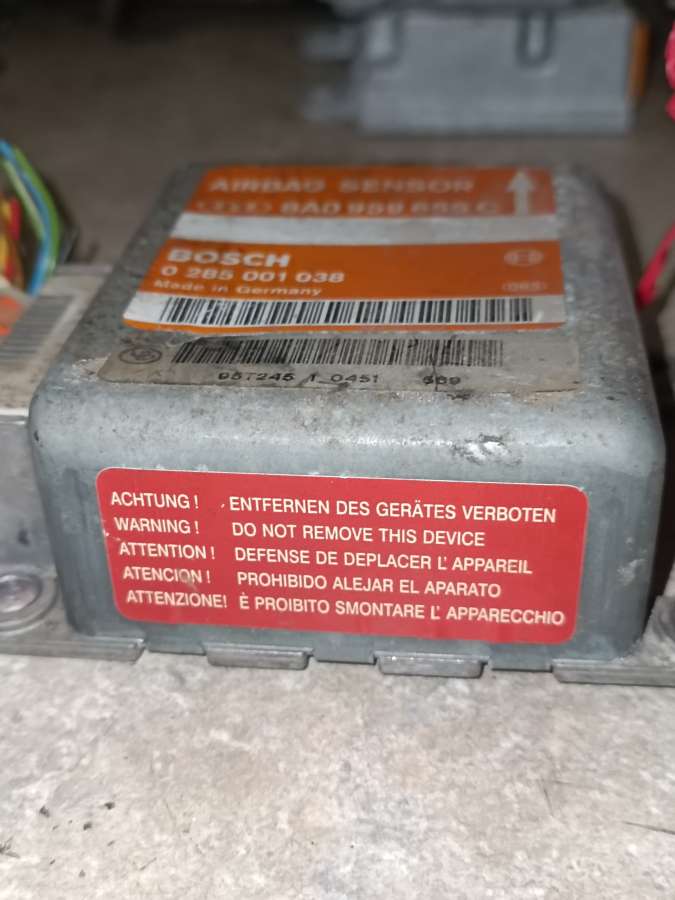 AIRBAG SENSOR
8A0 959 655 C
BOSCH
0 285 001 038
Made in Germany
957245 1 0451 569
ACHTUNG! ENTFERNEN DES GERÄTES VERBOTEN
WARNING! DO NOT REMOVE THIS DEVICE
ATTENTION! DEFENSE DE DEPLACER L'APPAREIL
ATENCION! PROHIBIDO ALEJAR EL APARATO
ATTENZIONE! È PROIBITO SMONTARE L'APPARECCHIO